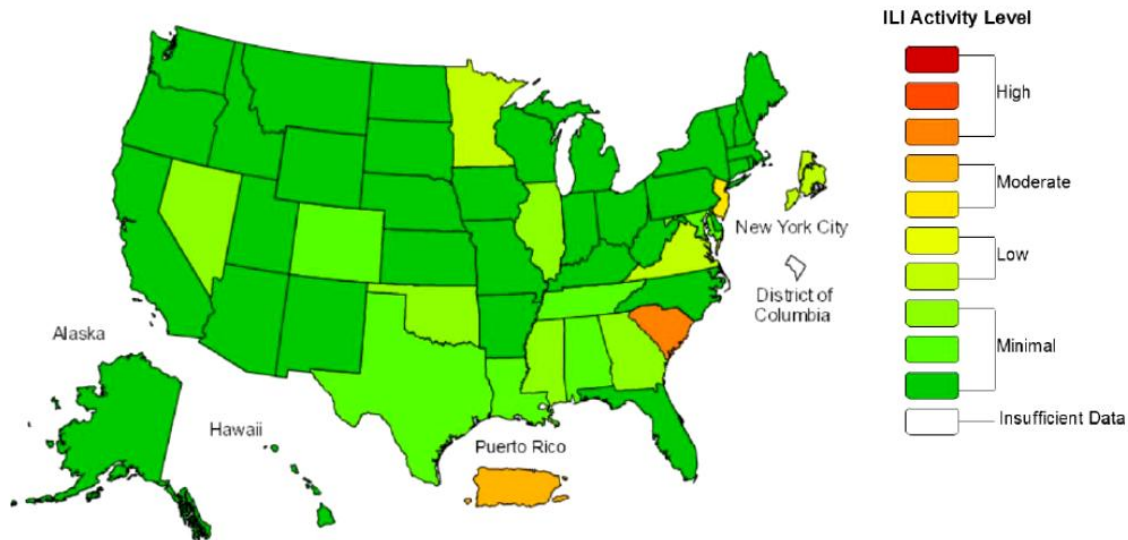 ILI Activity Level
High
Moderate
Low
Minimal
Insufficient Data
New York City
District of
Columbia
Alaska
Hawaii
Puerto Rico